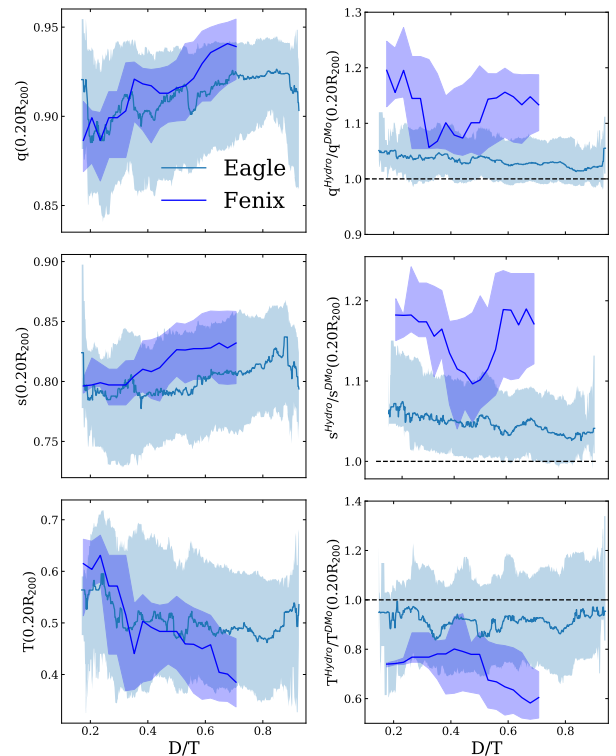 0.95
0.90
0.85
q(0.20R200)
Eagle
Fenix
1.3
1.2
1.1
1.0
0.9
q^Hydro/q^DMo(0.20R200)
0.90
0.85
0.80
0.75
s(0.20R200)
1.2
1.1
1.0
s^Hydro/s^DMo(0.20R200)
0.7
0.6
0.5
0.4
T(0.20R200)
0.2 0.4 0.6 0.8
D/T
1.4
1.2
1.0
0.8
0.6
T^Hydro/T^DMo(0.20R200)
0.2 0.4 0.6 0.8
D/T